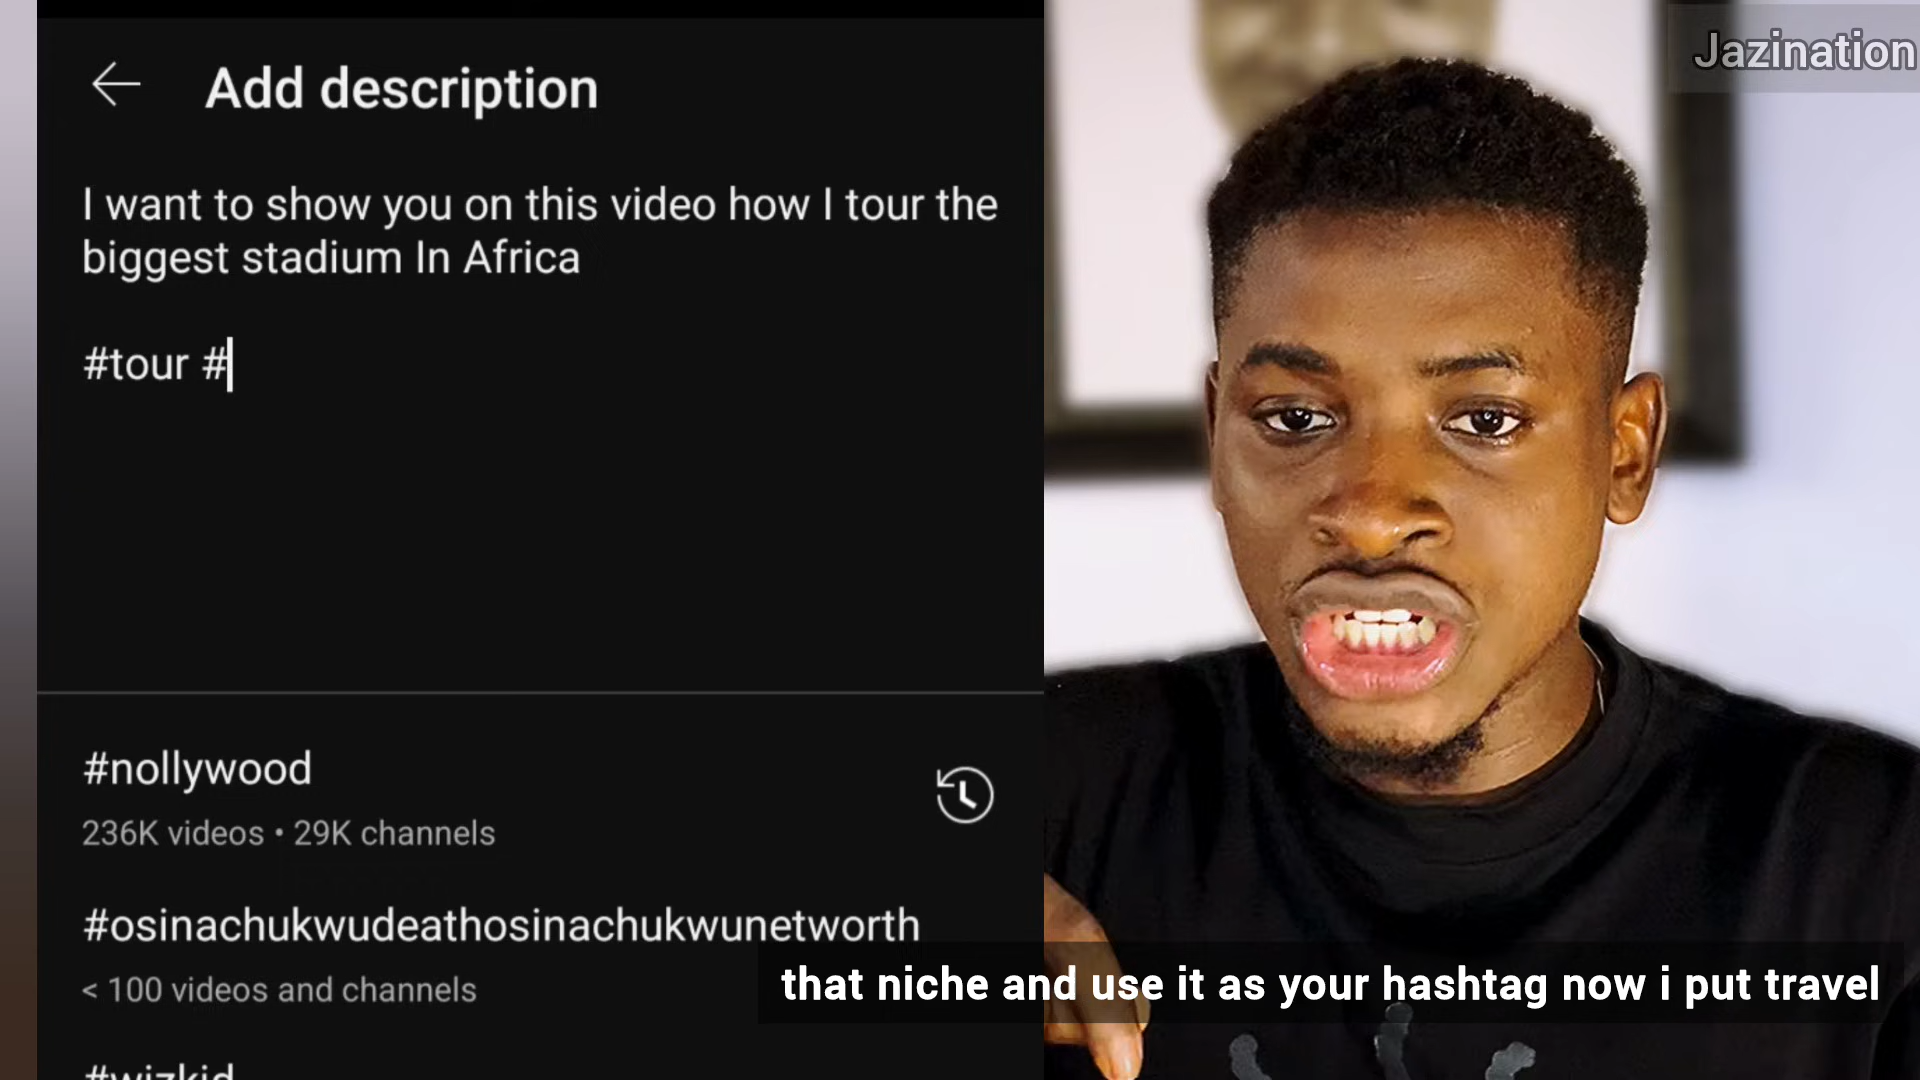 Add description
I want to show you on this video how I tour the
biggest stadium In Africa
#tour #
#nollywood
236K videos • 29K channels
#osinachukwudeathosinachukwunetworth
< 100 videos and channels
#wizkid
Jazination
that niche and use it as your hashtag now i put travel